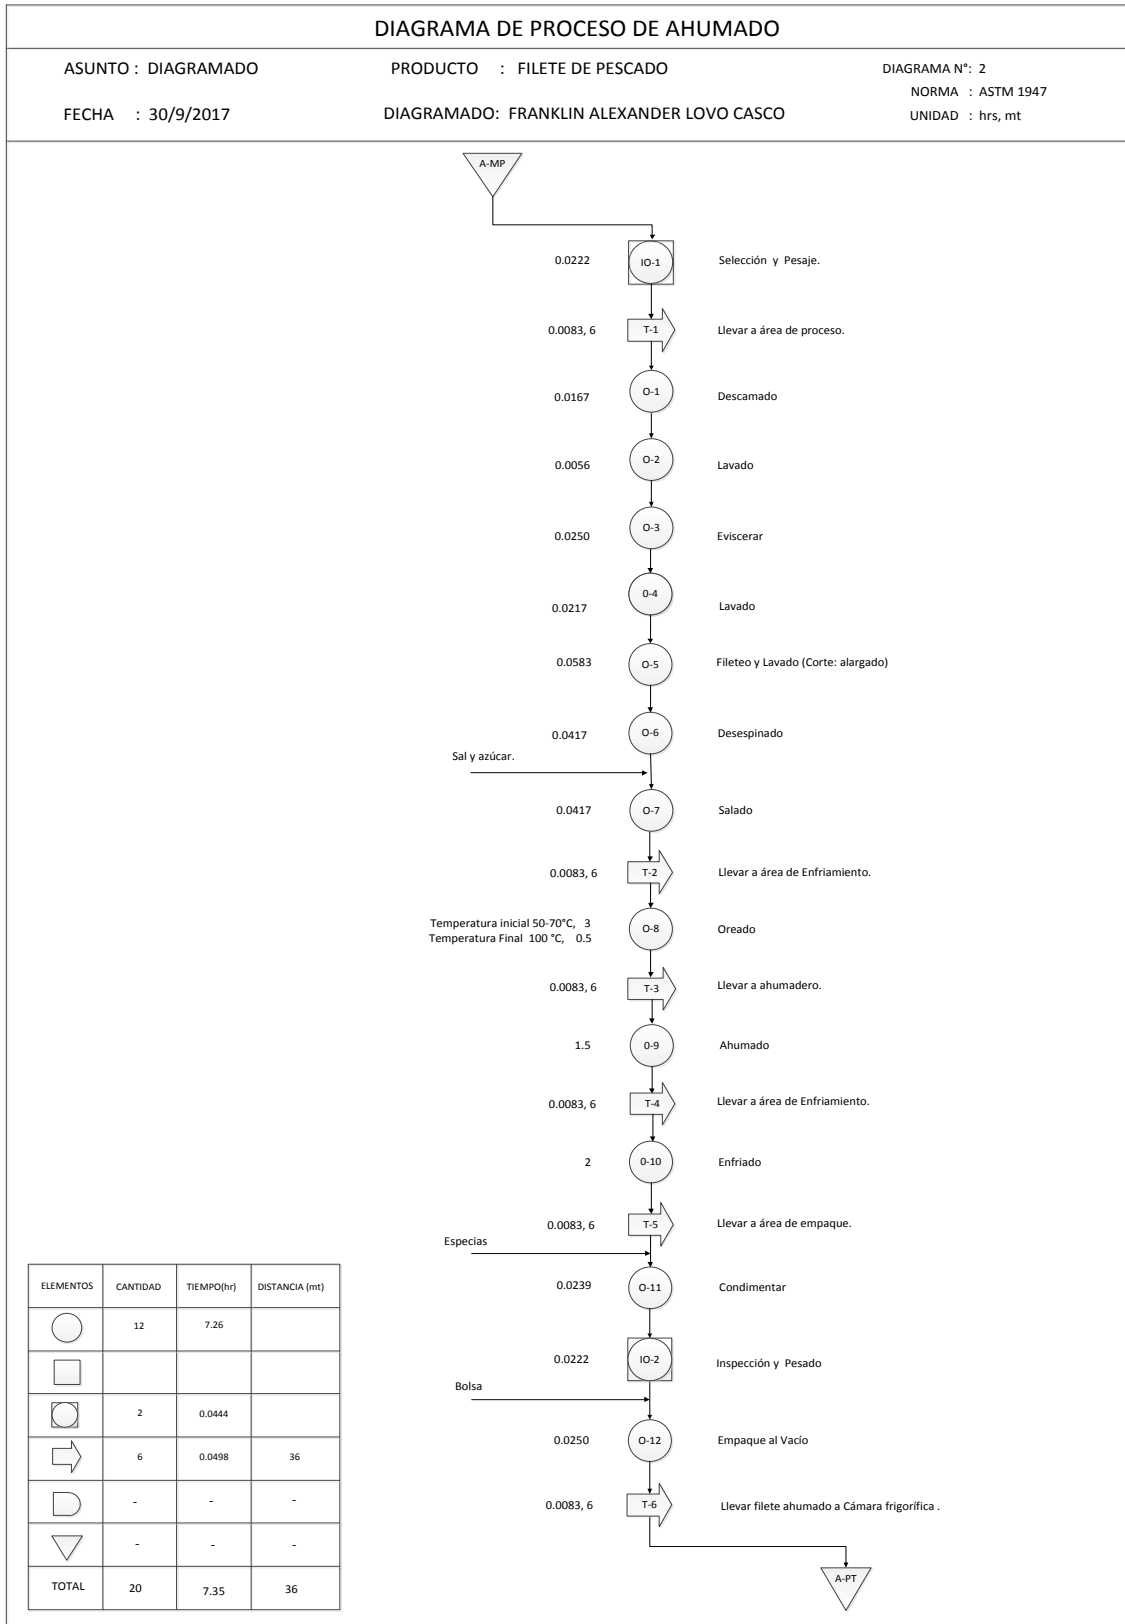 DIAGRAMA DE PROCESO DE AHUMADO
ASUNTO : DIAGRAMADO
PRODUCTO : FILETE DE PESCADO
DIAGRAMA N°: 2
NORMA : ASTM 1947
FECHA : 30/9/2017
DIAGRAMADO: FRANKLIN ALEXANDER LOVO CASCO
UNIDAD : hrs, mt
A-MP
0.0222 IO-1 Selección y Pesaje.
0.0083, 6 T-1 Llevar a área de proceso.
0.0167 O-1 Descamado
0.0056 O-2 Lavado
0.0250 O-3 Eviscerar
0.0217 0-4 Lavado
0.0583 O-5 Fileteo y Lavado (Corte: alargado)
0.0417 O-6 Desespinado
Sal y azúcar.
0.0417 O-7 Salado
0.0083, 6 T-2 Llevar a área de Enfriamiento.
Temperatura inicial 50-70°C, 3
Temperatura Final 100 °C, 0.5
O-8 Oreado
0.0083, 6 T-3 Llevar a ahumadero.
1.5 0-9 Ahumado
0.0083, 6 T-4 Llevar a área de Enfriamiento.
2 0-10 Enfriado
0.0083, 6 T-5 Llevar a área de empaque.
Especias
0.0239 O-11 Condimentar
0.0222 IO-2 Inspección y Pesado
Bolsa
0.0250 O-12 Empaque al Vacío
0.0083, 6 T-6 Llevar filete ahumado a Cámara frigorífica .
A-PT
ELEMENTOS CANTIDAD TIEMPO(hr) DISTANCIA (mt)
12 7.26
2 0.0444
6 0.0498 36
- - -
- - -
TOTAL 20 7.35 36